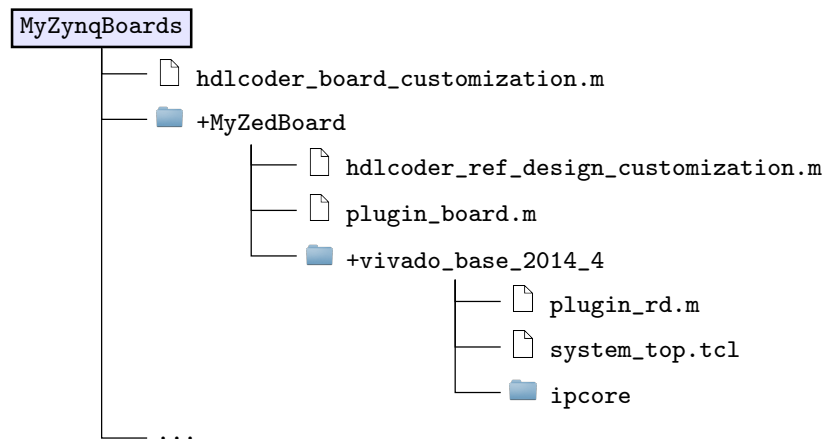 MyZynqBoards
hdlcoder_board_customization.m
+MyZedBoard
hdlcoder_ref_design_customization.m
plugin_board.m
+vivado_base_2014_4
plugin_rd.m
system_top.tcl
ipcore
...